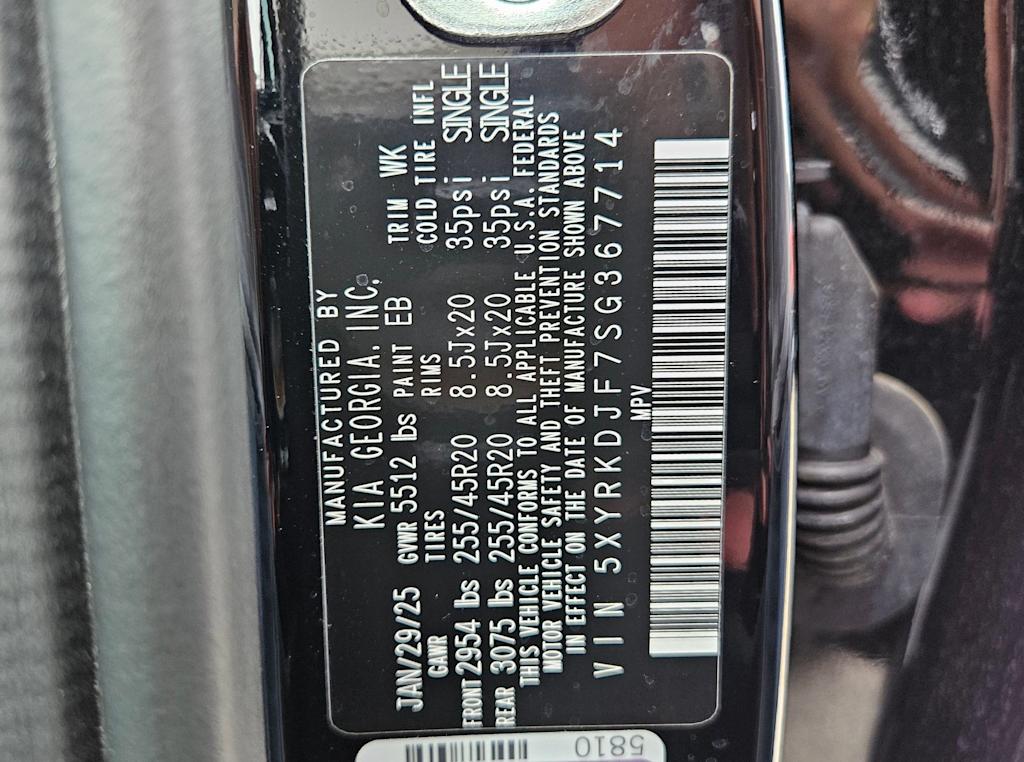 MANUFACTURED BY
KIA GEORGIA, INC.
JAN/29/25 GVWR 5512 lbs PAINT EB TRIM WK
GAWR TIRES RIMS COLD TIRE INFL
FRONT 2954 lbs 255/45R20 8.5Jx20 35psi SINGLE
REAR 3075 lbs 255/45R20 8.5Jx20 35psi SINGLE
THIS VEHICLE CONFORMS TO ALL APPLICABLE U.S.A. FEDERAL
MOTOR VEHICLE SAFETY AND THEFT PREVENTION STANDARDS
IN EFFECT ON THE DATE OF MANUFACTURE SHOWN ABOVE
VIN 5XYRKDJF7SG367714
MPV
5810